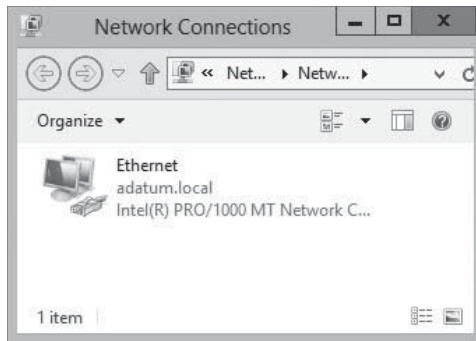 Network Connections
« Net... Netw...
Organize
Ethernet
adatum.local
Intel(R) PRO/1000 MT Network C...
1 item